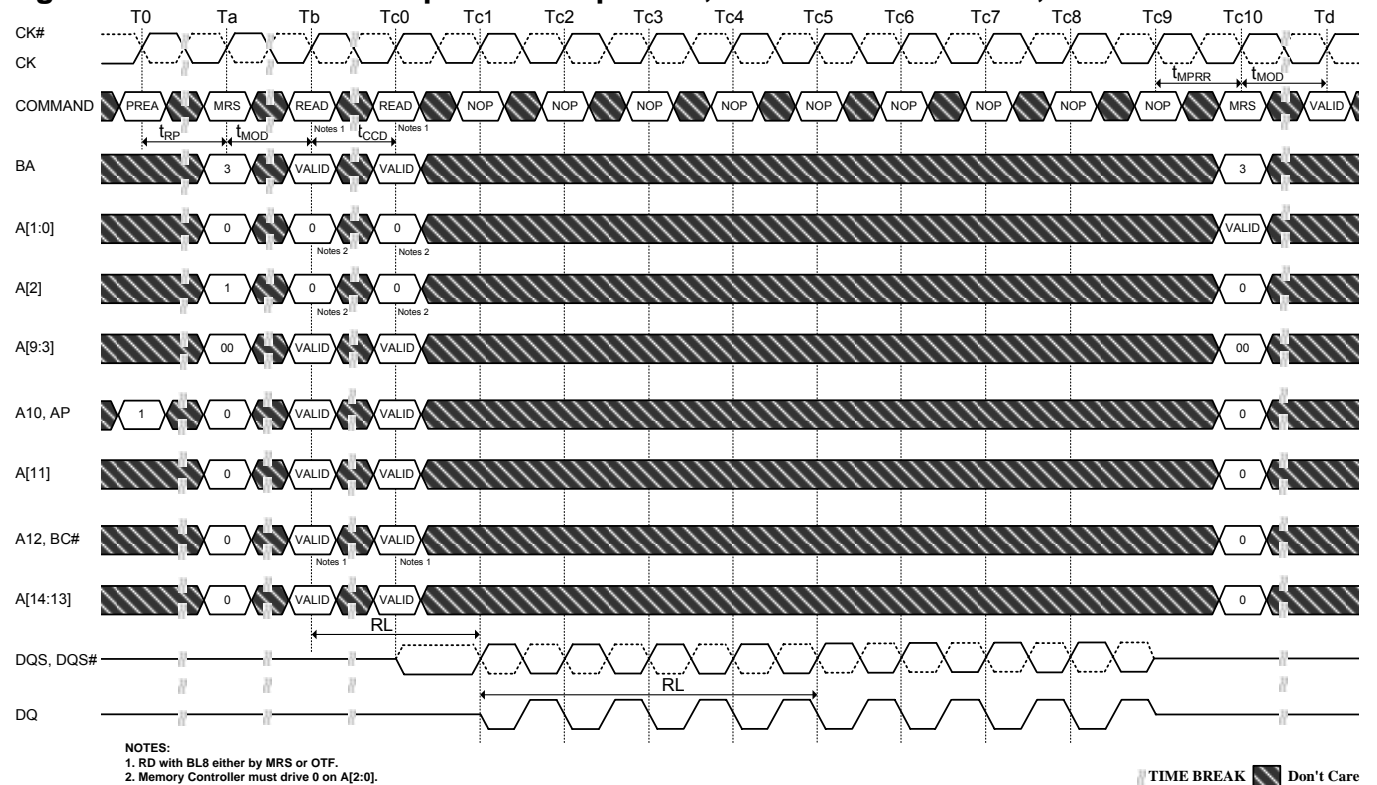 T0 Ta Tb Tc0 Tc1 Tc2 Tc3 Tc4 Tc5 Tc6 Tc7 Tc8 Tc9 Tc10 Td
CK#
CK
tMPRR tMOD
COMMAND PREA MRS READ READ NOP NOP NOP NOP NOP NOP NOP NOP NOP MRS VALID
Notes 1 Notes 1
tRP tMOD tCCD
BA 3 VALID VALID 3
A[1:0] 0 0 0 VALID
Notes 2 Notes 2
A[2] 1 0 0 0
Notes 2 Notes 2
A[9:3] 00 VALID VALID 00
A10, AP 1 0 VALID VALID 0
A[11] 0 VALID VALID 0
A12, BC# 0 VALID VALID 0
Notes 1 Notes 1
A[14:13] 0 VALID VALID 0
RL
DQS, DQS#
RL
DQ
NOTES:
1. RD with BL8 either by MRS or OTF.
2. Memory Controller must drive 0 on A[2:0].
TIME BREAK Don't Care